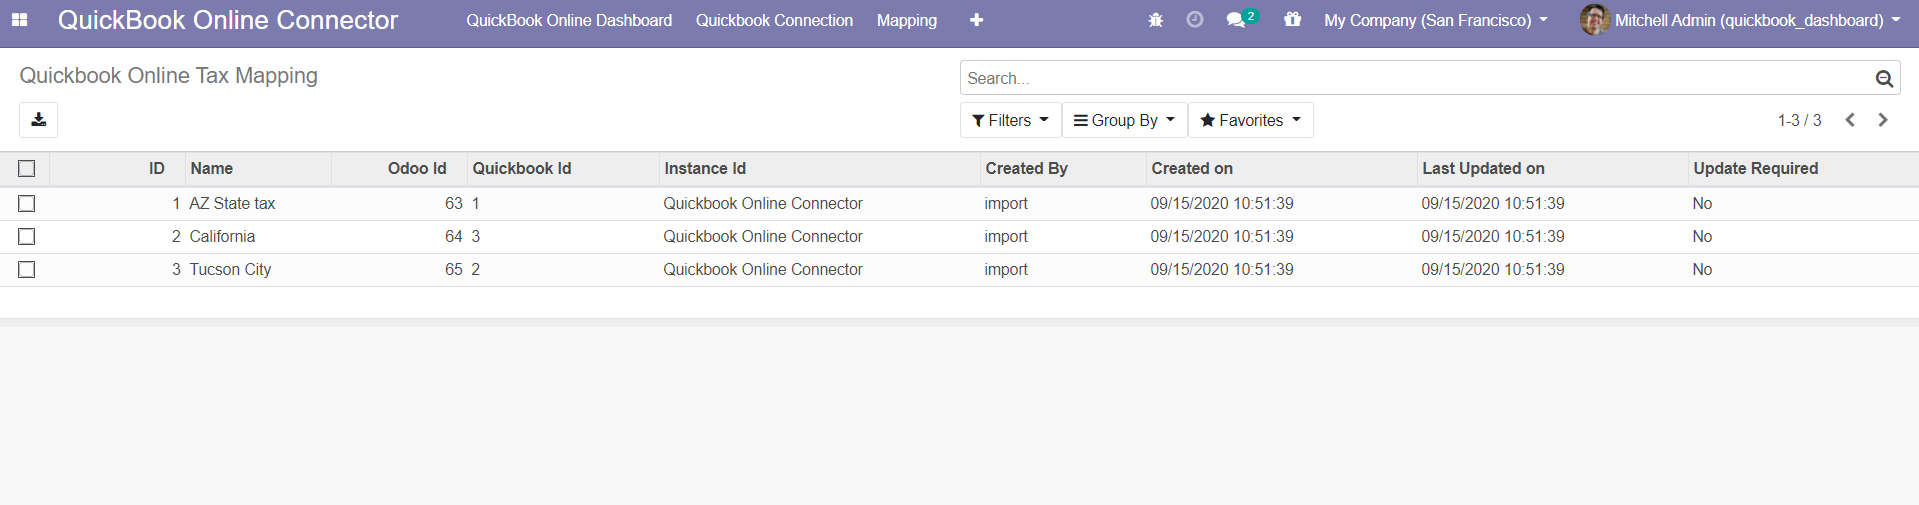 QuickBook Online Connector QuickBook Online Dashboard Quickbook Connection Mapping 2 My Company (San Francisco) Mitchell Admin (quickbook_dashboard)
Quickbook Online Tax Mapping Search...
Filters Group By Favorites 1-3 / 3
ID Name Odoo Id Quickbook Id Instance Id Created By Created on Last Updated on Update Required
1 AZ State tax 63 1 Quickbook Online Connector import 09/15/2020 10:51:39 09/15/2020 10:51:39 No
2 California 64 3 Quickbook Online Connector import 09/15/2020 10:51:39 09/15/2020 10:51:39 No
3 Tucson City 65 2 Quickbook Online Connector import 09/15/2020 10:51:39 09/15/2020 10:51:39 No